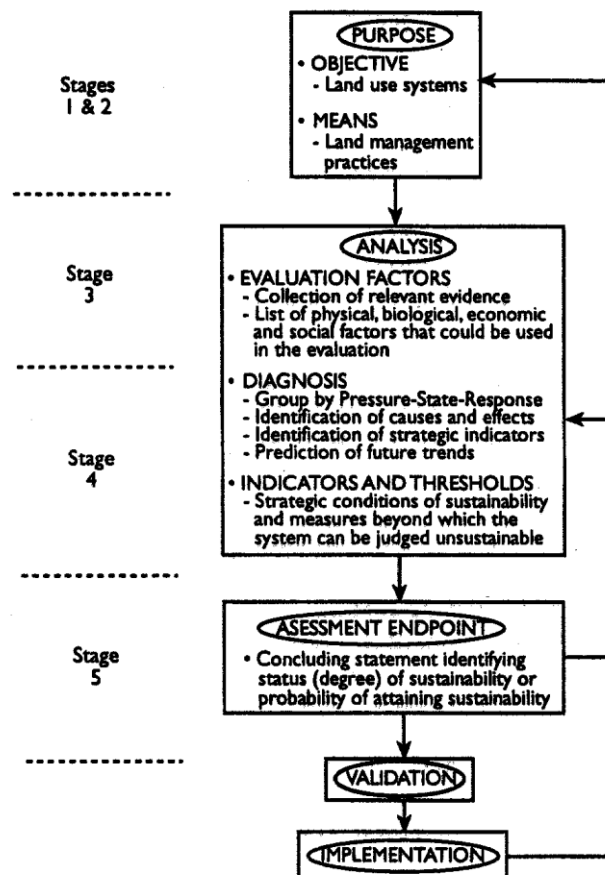 PURPOSE
• OBJECTIVE
- Land use systems
• MEANS
- Land management
practices
Stages
1 & 2
ANALYSIS
• EVALUATION FACTORS
- Collection of relevant evidence
- List of physical, biological, economic
and social factors that could be used
in the evaluation
Stage
3
• DIAGNOSIS
- Group by Pressure-State-Response
- Identification of causes and effects
- Identification of strategic indicators
- Prediction of future trends
• INDICATORS AND THRESHOLDS
- Strategic conditions of sustainability
and measures beyond which the
system can be judged unsustainable
Stage
4
ASESSMENT ENDPOINT
• Concluding statement identifying
status (degree) of sustainability or
probability of attaining sustainability
Stage
5
VALIDATION
IMPLEMENTATION